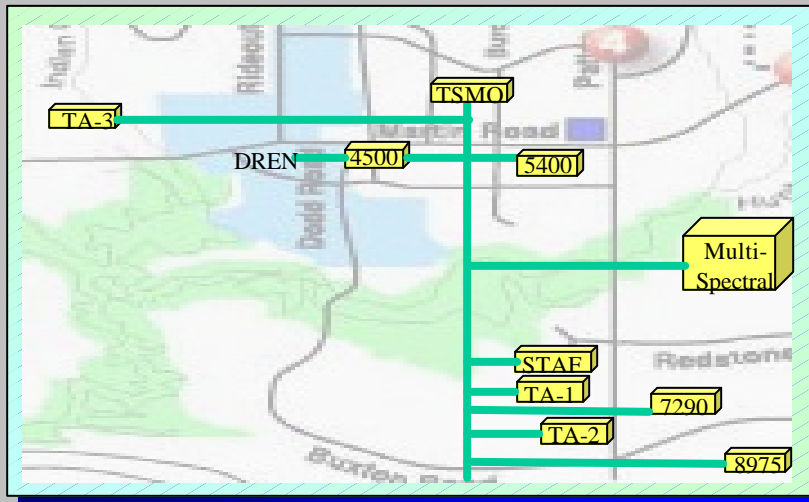 Rideout
TSMO
TA-3
Martin Road
DREN
4500
5400
Dodd Road
Multi-
Spectral
STAF
Redstone
TA-1
7290
TA-2
Buxton Road
8975